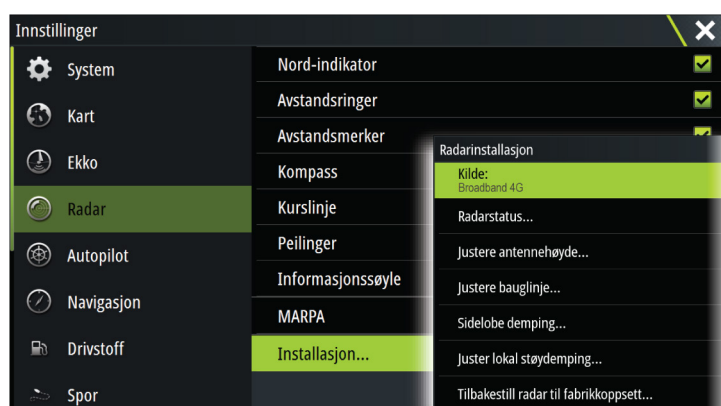 Innstillinger
System
Kart
Ekko
Radar
Autopilot
Navigasjon
Drivstoff
Spor
Nord-indikator
Avstandsringer
Avstandsmerker
Kompass
Kurslinje
Peilinger
Informasjonssøyle
MARPA
Installasjon...
Radarinstallasjon
Kilde:
Broadband 4G
Radarstatus...
Justere antennehøyde...
Justere bauglinje...
Sidelobe demping...
Juster lokal støydemping...
Tilbakestill radar til fabrikkoppsett...